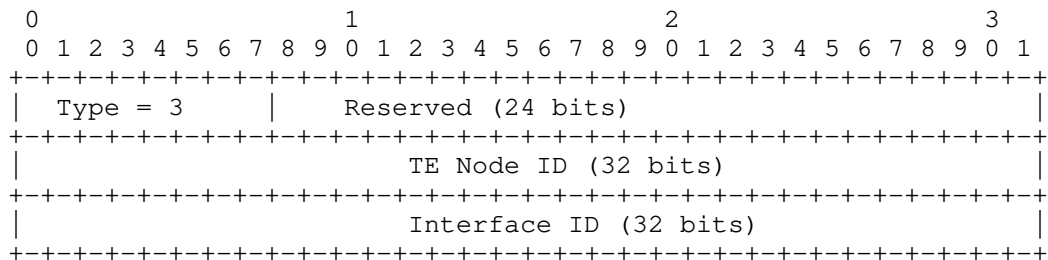 0                   1                   2                   3
 0 1 2 3 4 5 6 7 8 9 0 1 2 3 4 5 6 7 8 9 0 1 2 3 4 5 6 7 8 9 0 1
+-+-+-+-+-+-+-+-+-+-+-+-+-+-+-+-+-+-+-+-+-+-+-+-+-+-+-+-+-+-+-+-+
|  Type = 3     |    Reserved (24 bits)                         |
+-+-+-+-+-+-+-+-+-+-+-+-+-+-+-+-+-+-+-+-+-+-+-+-+-+-+-+-+-+-+-+-+
|                        TE Node ID (32 bits)                   |
+-+-+-+-+-+-+-+-+-+-+-+-+-+-+-+-+-+-+-+-+-+-+-+-+-+-+-+-+-+-+-+-+
|                        Interface ID (32 bits)                 |
+-+-+-+-+-+-+-+-+-+-+-+-+-+-+-+-+-+-+-+-+-+-+-+-+-+-+-+-+-+-+-+-+